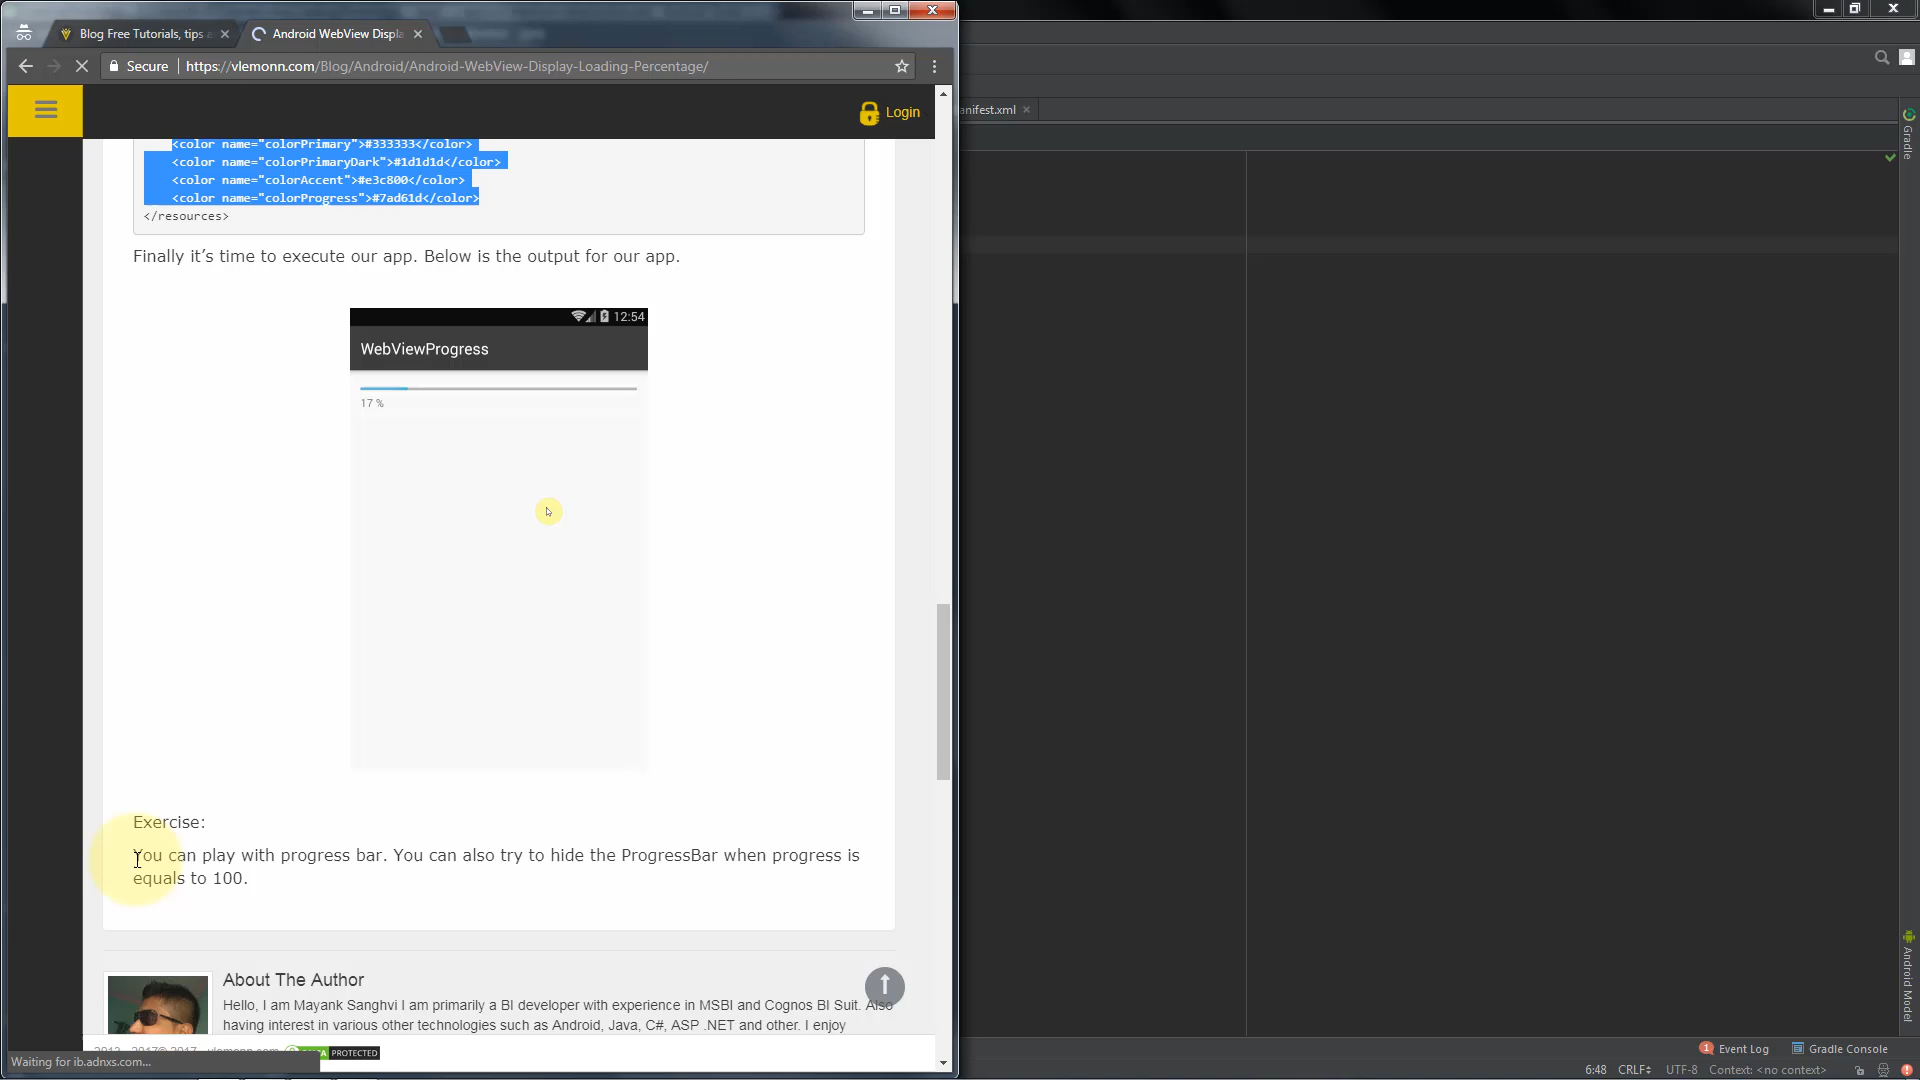 Blog Free Tutorials, tips a
Android WebView Displa
Secure
https://vlemonn.com/Blog/Android/Android-WebView-Display-Loading-Percentage/
Login
anifest.xml
Gradle
<color name="colorPrimary">#333333</color>
<color name="colorPrimaryDark">#1d1d1d</color>
<color name="colorAccent">#e3c800</color>
<color name="colorProgress">#7ad61d</color>
</resources>
Finally it’s time to execute our app. Below is the output for our app.
12:54
WebViewProgress
17 %
Exercise:
You can play with progress bar. You can also try to hide the ProgressBar when progress is
equals to 100.
About The Author
Hello, I am Mayank Sanghvi I am primarily a BI developer with experience in MSBI and Cognos BI Suit. Also
having interest in various other technologies such as Android, Java, C#, ASP .NET and other. I enjoy
PROTECTED
Waiting for ib.adnxs.com...
Android Model
1 Event Log
Gradle Console
6:48 CRLF UTF-8 Context: <no context>